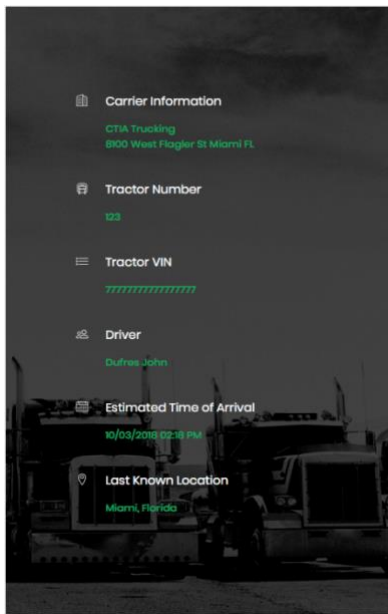 Carrier Information
CTIA Trucking
8100 West Flagler St Miami FL
Tractor Number
123
Tractor VIN
77777777777777777
Driver
Dufres John
Estimated Time of Arrival
10/03/2018 02:18 PM
Last Known Location
Miami, Florida